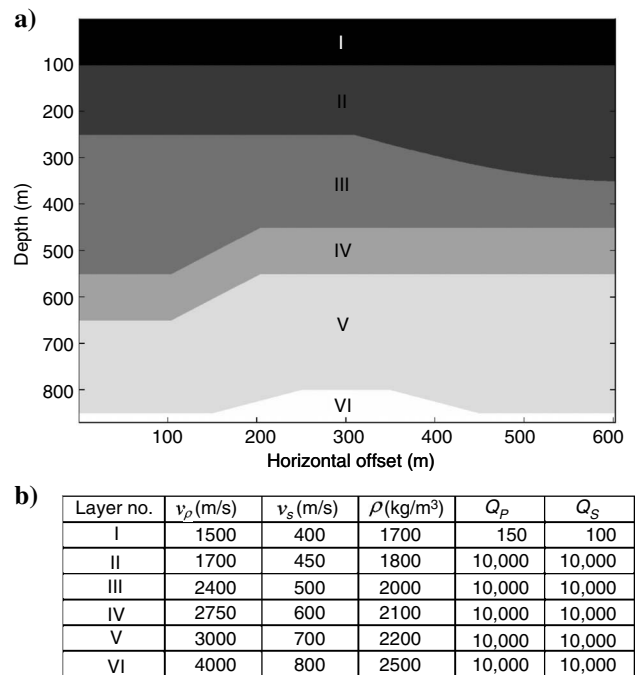 a)
I
100
II
200
300
III
400
IV
500
600
V
700
800
VI
Depth (m)
100 200 300 400 500 600
Horizontal offset (m)
b)
Layer no. vρ (m/s) vs (m/s) ρ (kg/m³) QP QS
I 1500 400 1700 150 100
II 1700 450 1800 10,000 10,000
III 2400 500 2000 10,000 10,000
IV 2750 600 2100 10,000 10,000
V 3000 700 2200 10,000 10,000
VI 4000 800 2500 10,000 10,000